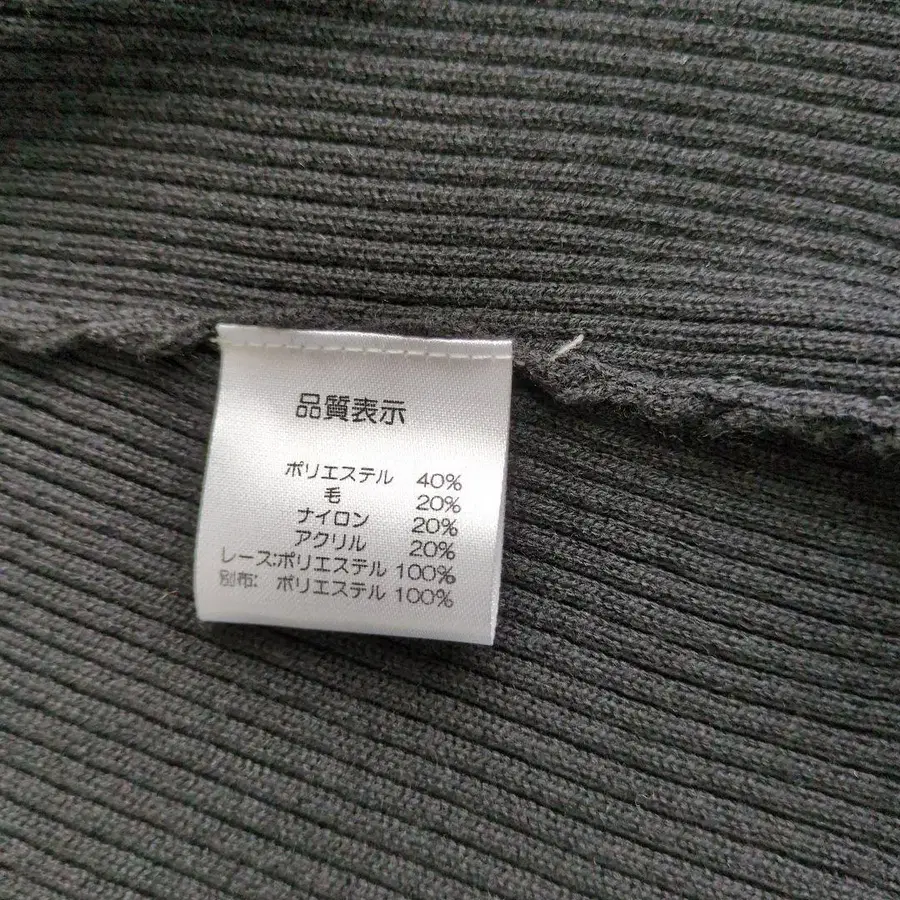 品質表示
ポリエステル 40%
毛 20%
ナイロン 20%
アクリル 20%
レース:ポリエステル 100%
別布: ポリエステル 100%